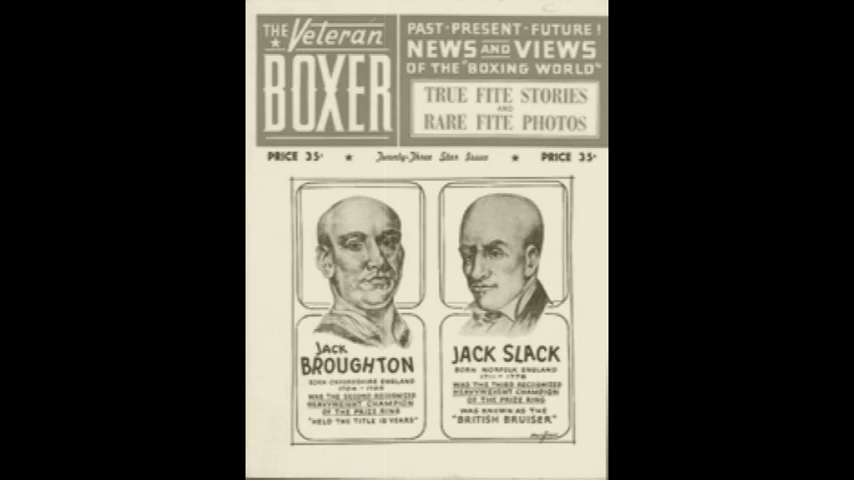 THE Veteran
BOXER
PAST-PRESENT-FUTURE!
NEWS AND VIEWS
OF THE "BOXING WORLD"
TRUE FITE STORIES
AND
RARE FITE PHOTOS
PRICE 35¢ ★ Twenty-Three Star Issue ★ PRICE 35¢
JACK
BROUGHTON
BORN OXFORDSHIRE ENGLAND
WAS THE SECOND RECOGNIZED
HEAVYWEIGHT CHAMPION
OF THE PRIZE RING
"HELD THE TITLE 18 YEARS"
JACK SLACK
BORN NORFOLK ENGLAND
1711-1778
WAS THE THIRD RECOGNIZED
HEAVYWEIGHT CHAMPION
OF THE PRIZE RING
WAS KNOWN AS THE
"BRITISH BRUISER"